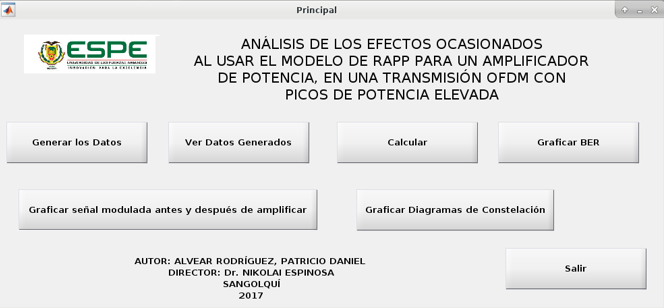 Principal
ESPE
UNIVERSIDAD DE LAS FUERZAS ARMADAS
INNOVACIÓN PARA LA EXCELENCIA
ANÁLISIS DE LOS EFECTOS OCASIONADOS
AL USAR EL MODELO DE RAPP PARA UN AMPLIFICADOR
DE POTENCIA, EN UNA TRANSMISIÓN OFDM CON
PICOS DE POTENCIA ELEVADA
Generar los Datos
Ver Datos Generados
Calcular
Graficar BER
Graficar señal modulada antes y después de amplificar
Graficar Diagramas de Constelación
AUTOR: ALVEAR RODRÍGUEZ, PATRICIO DANIEL
DIRECTOR: Dr. NIKOLAI ESPINOSA
SANGOLQUÍ
2017
Salir